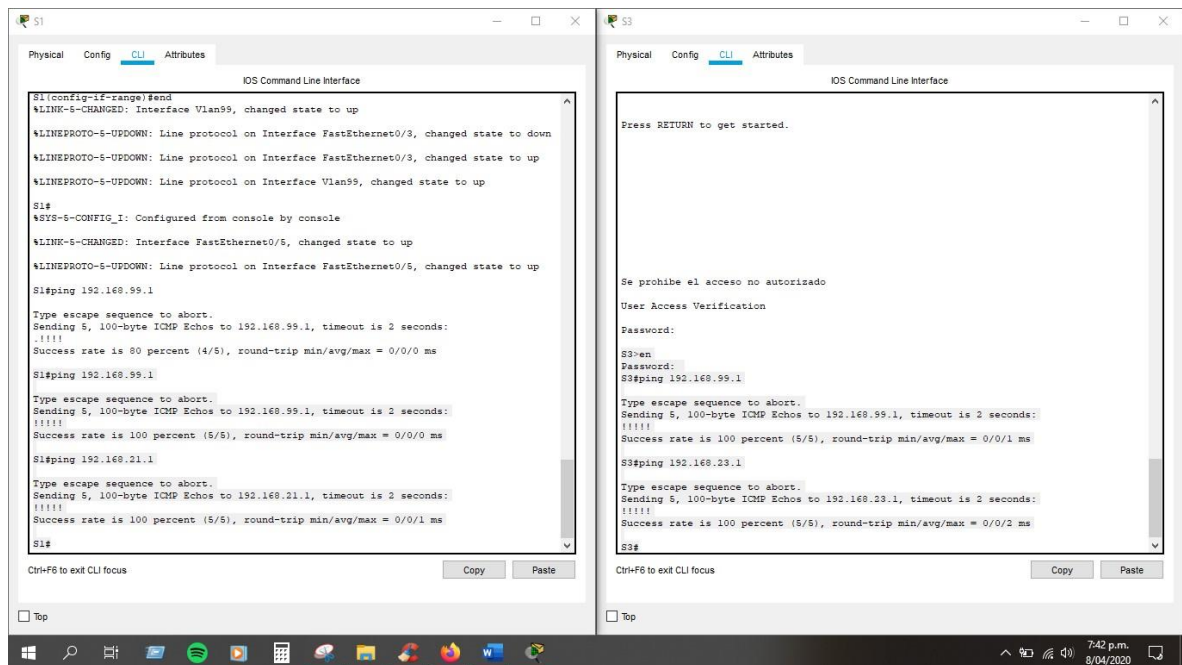 S1
Physical Config CLI Attributes
IOS Command Line Interface
S1(config-if-range)#end
%LINK-5-CHANGED: Interface Vlan99, changed state to up
%LINEPROTO-5-UPDOWN: Line protocol on Interface FastEthernet0/3, changed state to down
%LINEPROTO-5-UPDOWN: Line protocol on Interface FastEthernet0/3, changed state to up
%LINEPROTO-5-UPDOWN: Line protocol on Interface Vlan99, changed state to up
S1#
%SYS-5-CONFIG_I: Configured from console by console
%LINK-5-CHANGED: Interface FastEthernet0/5, changed state to up
%LINEPROTO-5-UPDOWN: Line protocol on Interface FastEthernet0/5, changed state to up
S1#ping 192.168.99.1
Type escape sequence to abort.
Sending 5, 100-byte ICMP Echos to 192.168.99.1, timeout is 2 seconds:
.!!!!
Success rate is 80 percent (4/5), round-trip min/avg/max = 0/0/0 ms
S1#ping 192.168.99.1
Type escape sequence to abort.
Sending 5, 100-byte ICMP Echos to 192.168.99.1, timeout is 2 seconds:
!!!!!
Success rate is 100 percent (5/5), round-trip min/avg/max = 0/0/0 ms
S1#ping 192.168.21.1
Type escape sequence to abort.
Sending 5, 100-byte ICMP Echos to 192.168.21.1, timeout is 2 seconds:
!!!!!
Success rate is 100 percent (5/5), round-trip min/avg/max = 0/0/1 ms
S1#
Ctrl+F6 to exit CLI focus
Copy Paste
Top
S3
Physical Config CLI Attributes
IOS Command Line Interface
Press RETURN to get started.
Se prohibe el acceso no autorizado
User Access Verification
Password:
S3>en
Password:
S3#ping 192.168.99.1
Type escape sequence to abort.
Sending 5, 100-byte ICMP Echos to 192.168.99.1, timeout is 2 seconds:
!!!!!
Success rate is 100 percent (5/5), round-trip min/avg/max = 0/0/1 ms
S3#ping 192.168.23.1
Type escape sequence to abort.
Sending 5, 100-byte ICMP Echos to 192.168.23.1, timeout is 2 seconds:
!!!!!
Success rate is 100 percent (5/5), round-trip min/avg/max = 0/0/2 ms
S3#
Ctrl+F6 to exit CLI focus
Copy Paste
Top
7:42 p.m.
8/04/2020